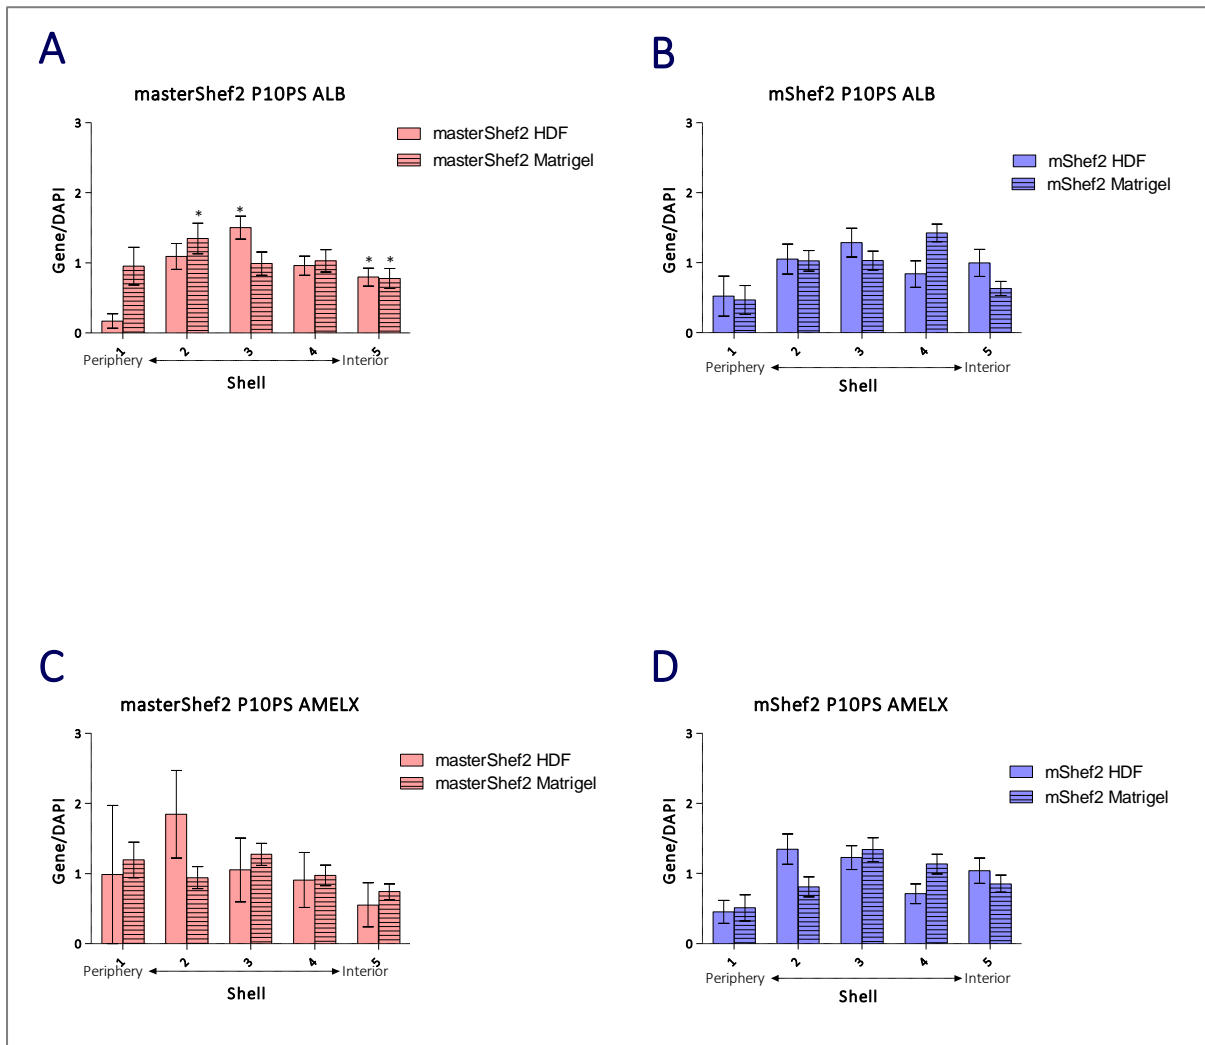 A
masterShef2 P10PS ALB
masterShef2 HDF
masterShef2 Matrigel
Gene/DAPI
3
2
1
0
* * * *
1 2 3 4 5
Periphery Interior
Shell
B
mShef2 P10PS ALB
mShef2 HDF
mShef2 Matrigel
Gene/DAPI
3
2
1
0
1 2 3 4 5
Periphery Interior
Shell
C
masterShef2 P10PS AMELX
masterShef2 HDF
masterShef2 Matrigel
Gene/DAPI
3
2
1
0
1 2 3 4 5
Periphery Interior
Shell
D
mShef2 P10PS AMELX
mShef2 HDF
mShef2 Matrigel
Gene/DAPI
3
2
1
0
1 2 3 4 5
Periphery Interior
Shell